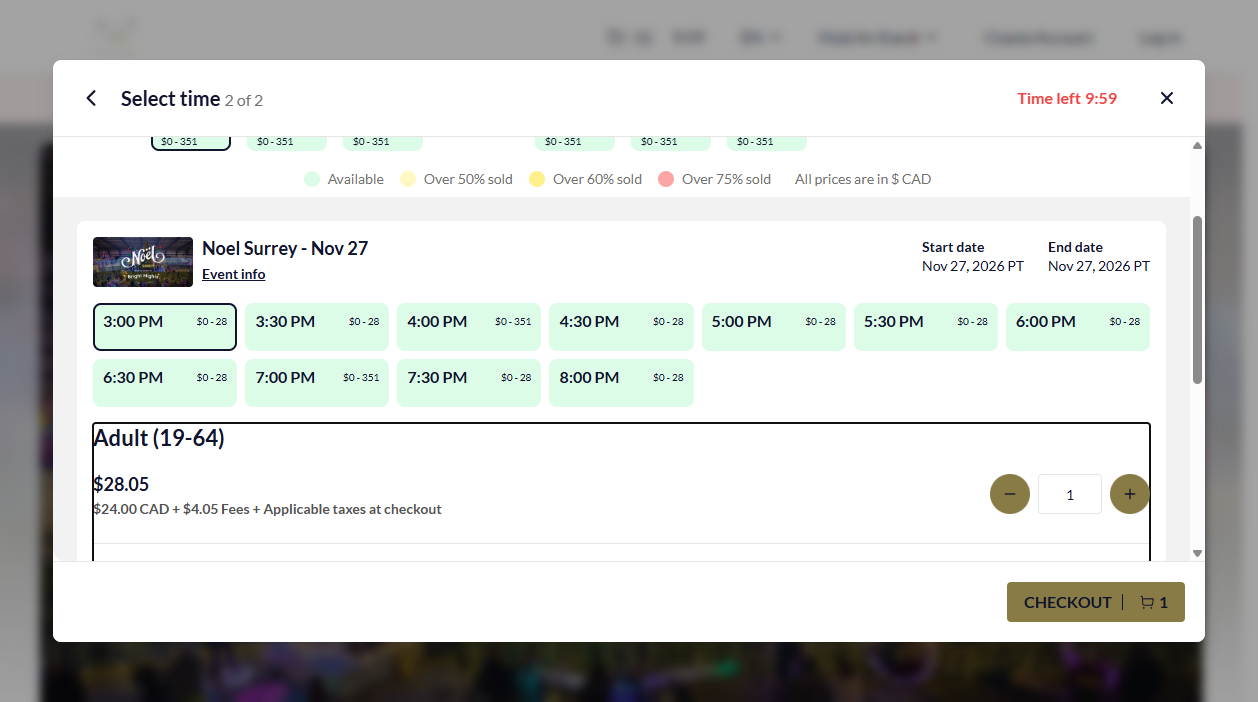 Select time 2 of 2
Time left 9:59
$0 - 351 $0 - 351 $0 - 351 $0 - 351 $0 - 351 $0 - 351
Available Over 50% sold Over 60% sold Over 75% sold All prices are in $ CAD
Noël
Bright Nights
Noel Surrey - Nov 27
Event info
Start date
Nov 27, 2026 PT
End date
Nov 27, 2026 PT
3:00 PM $0 - 28 3:30 PM $0 - 28 4:00 PM $0 - 351 4:30 PM $0 - 28 5:00 PM $0 - 28 5:30 PM $0 - 28 6:00 PM $0 - 28
6:30 PM $0 - 28 7:00 PM $0 - 351 7:30 PM $0 - 28 8:00 PM $0 - 28
Adult (19-64)
$28.05
$24.00 CAD + $4.05 Fees + Applicable taxes at checkout
− 1 +
CHECKOUT | 1